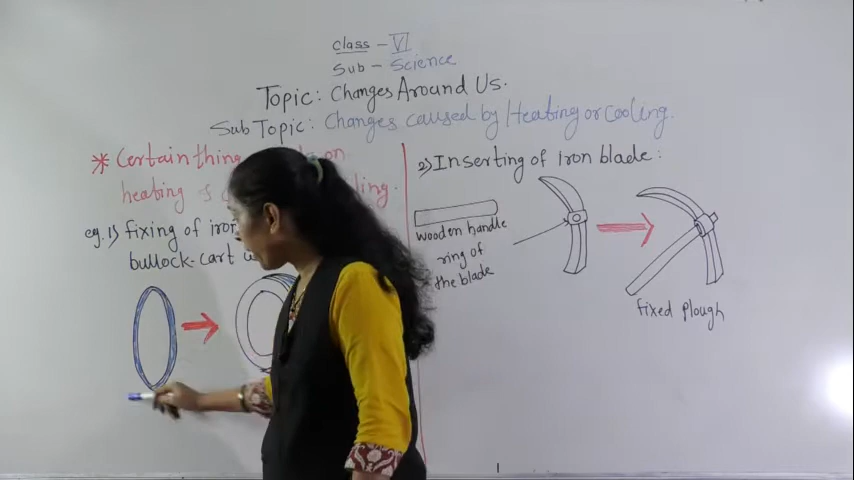 Class - VI
Sub - Science
Topic: Changes Around Us.
Sub Topic: Changes caused by Heating or Cooling.
* Certain thing on
heating & ling.
eg. 1) fixing of iron
bullock-cart w
2) Inserting of Iron blade:
wooden handle
ring of
the blade
fixed plough